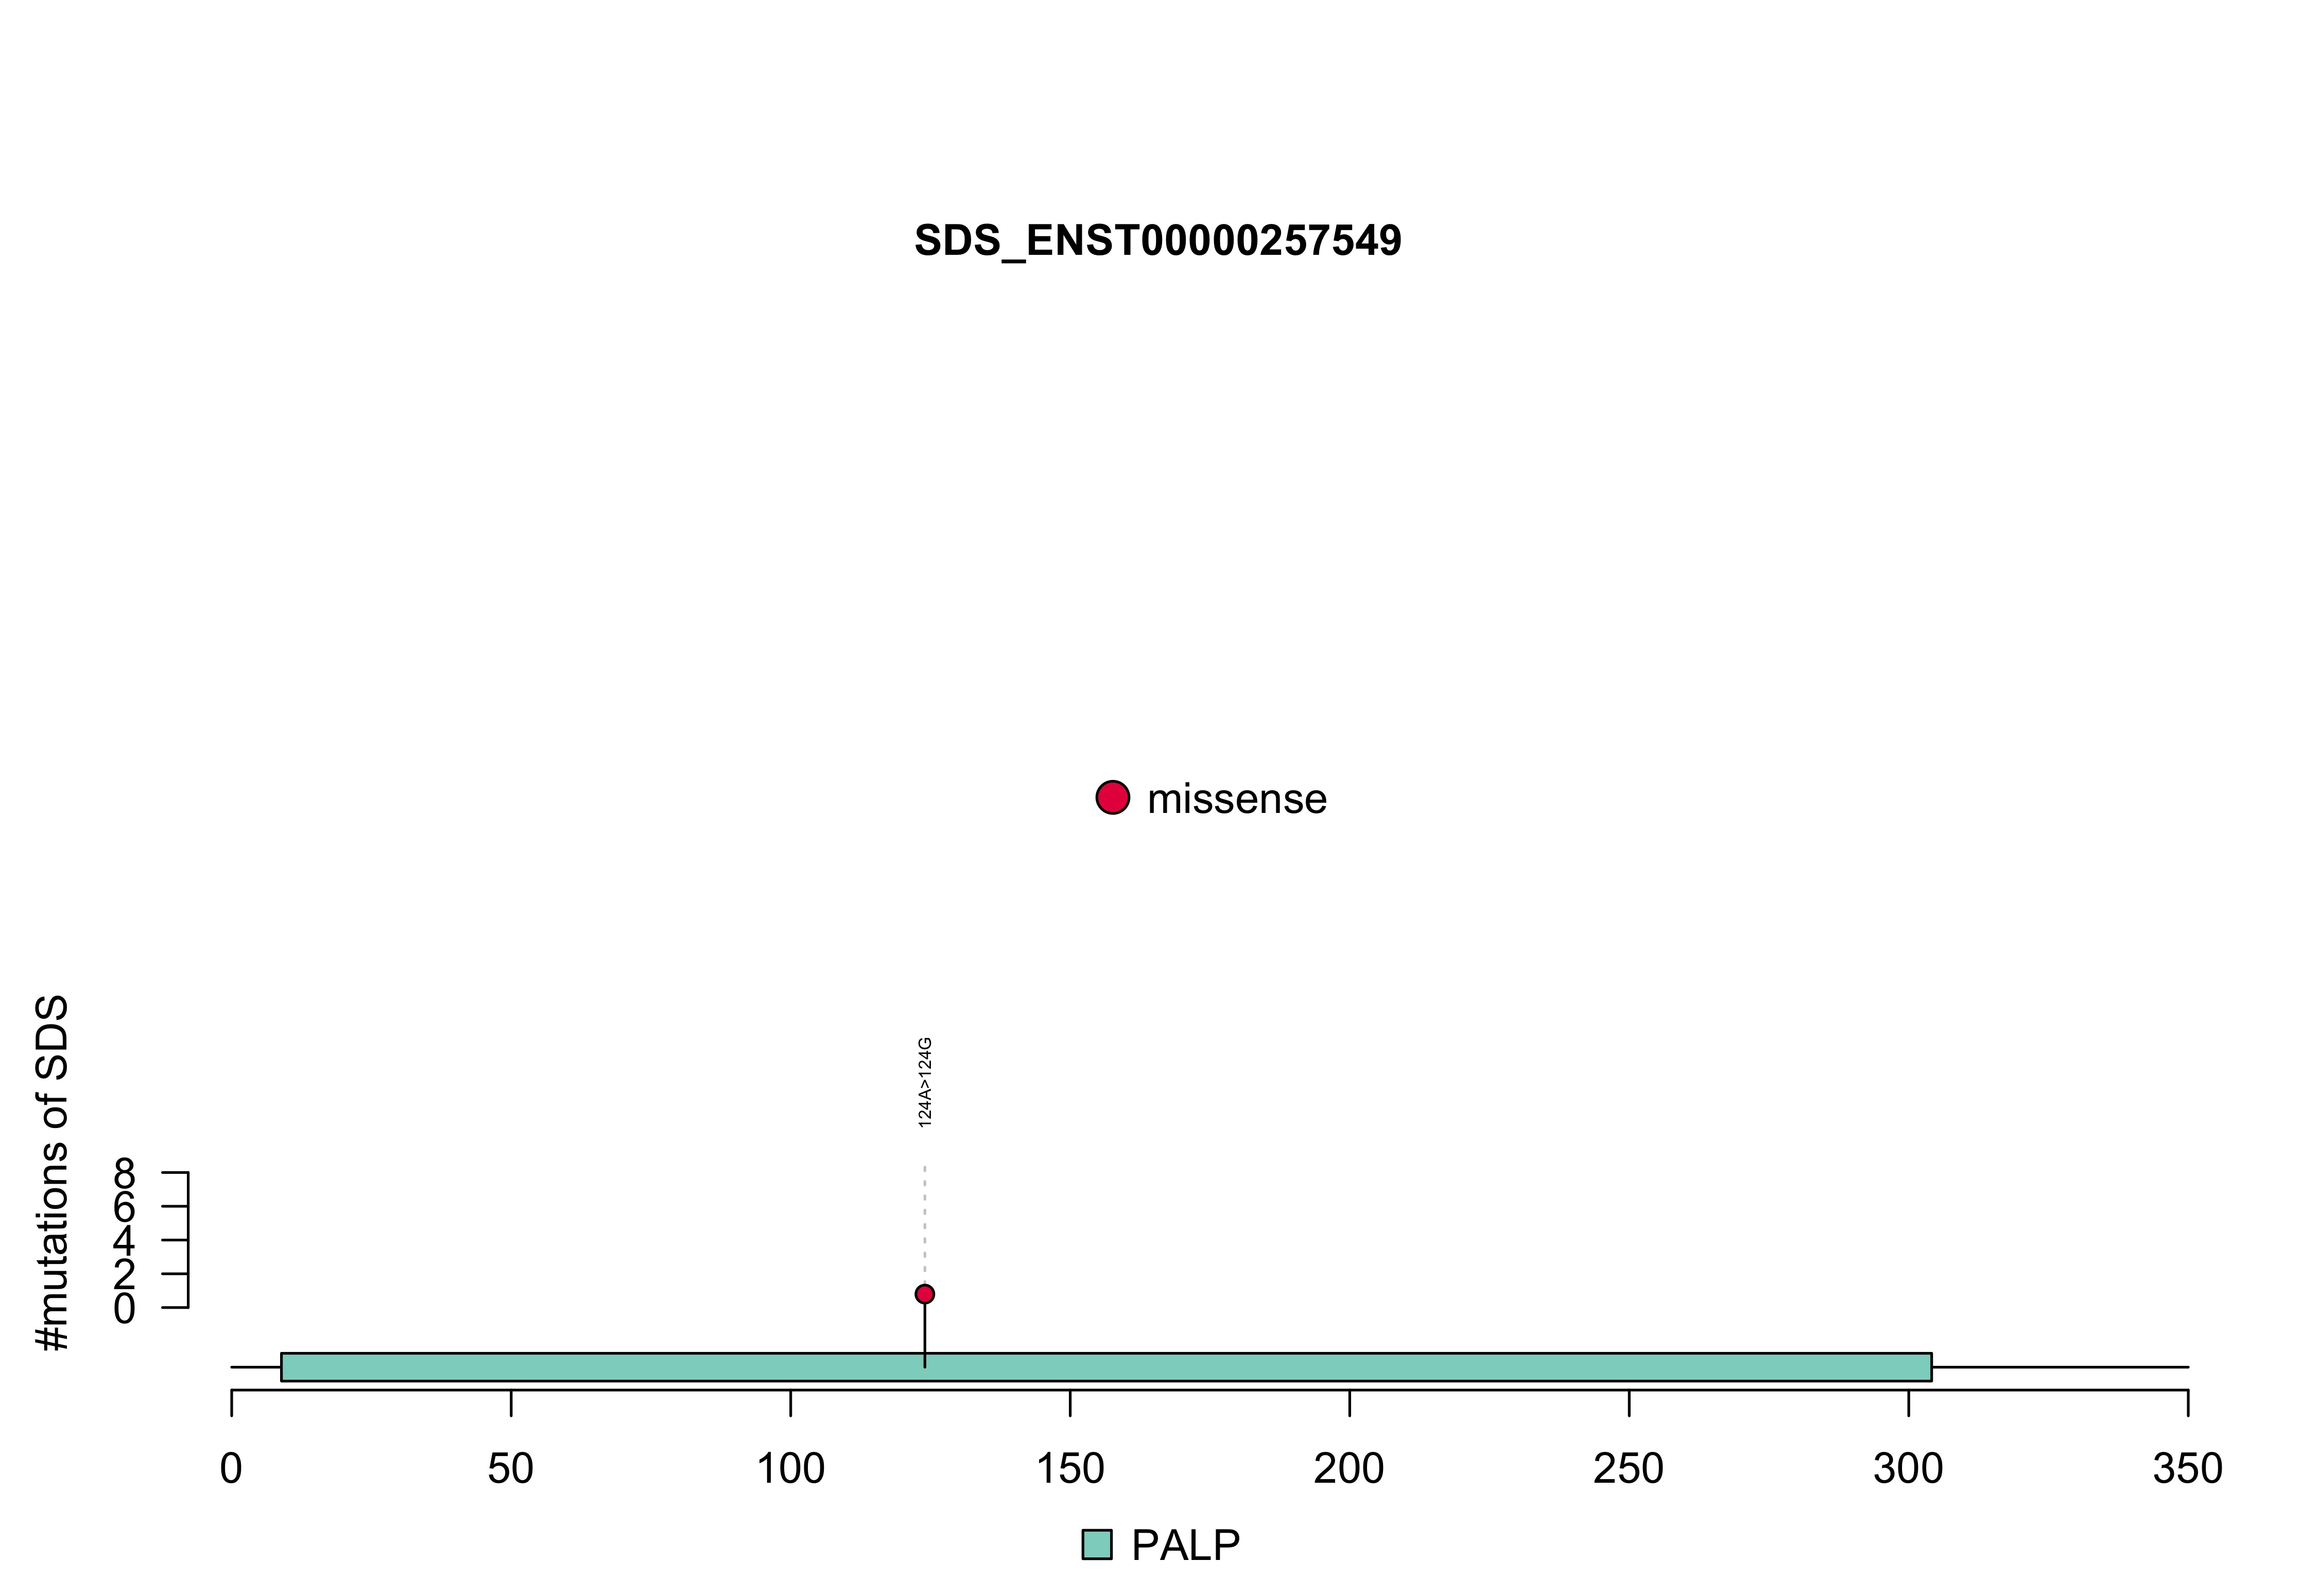 SDS_ENST00000257549
missense
#mutations of SDS
124A>124G
8
6
4
2
0
0 50 100 150 200 250 300 350
PALP